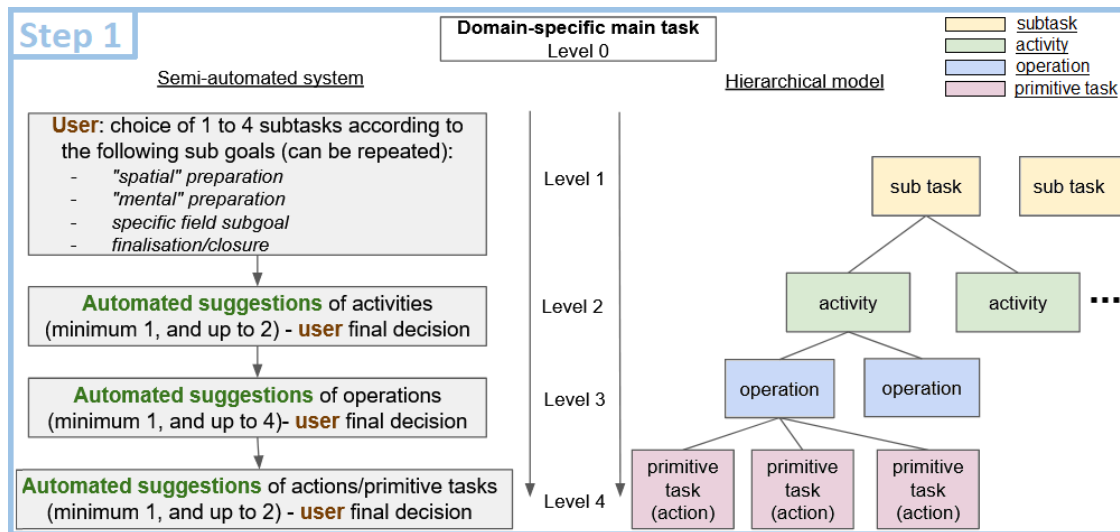 Step 1
Domain-specific main task
Level 0
subtask
activity
operation
primitive task
Semi-automated system
Hierarchical model
User: choice of 1 to 4 subtasks according to
the following sub goals (can be repeated):
- "spatial" preparation
- "mental" preparation
- specific field subgoal
- finalisation/closure
Level 1
sub task
sub task
Automated suggestions of activities
(minimum 1, and up to 2) - user final decision
Level 2
activity
activity
...
Automated suggestions of operations
(minimum 1, and up to 4)- user final decision
Level 3
operation
operation
Automated suggestions of actions/primitive tasks
(minimum 1, and up to 2) - user final decision
Level 4
primitive
task
(action)
primitive
task
(action)
primitive
task
(action)